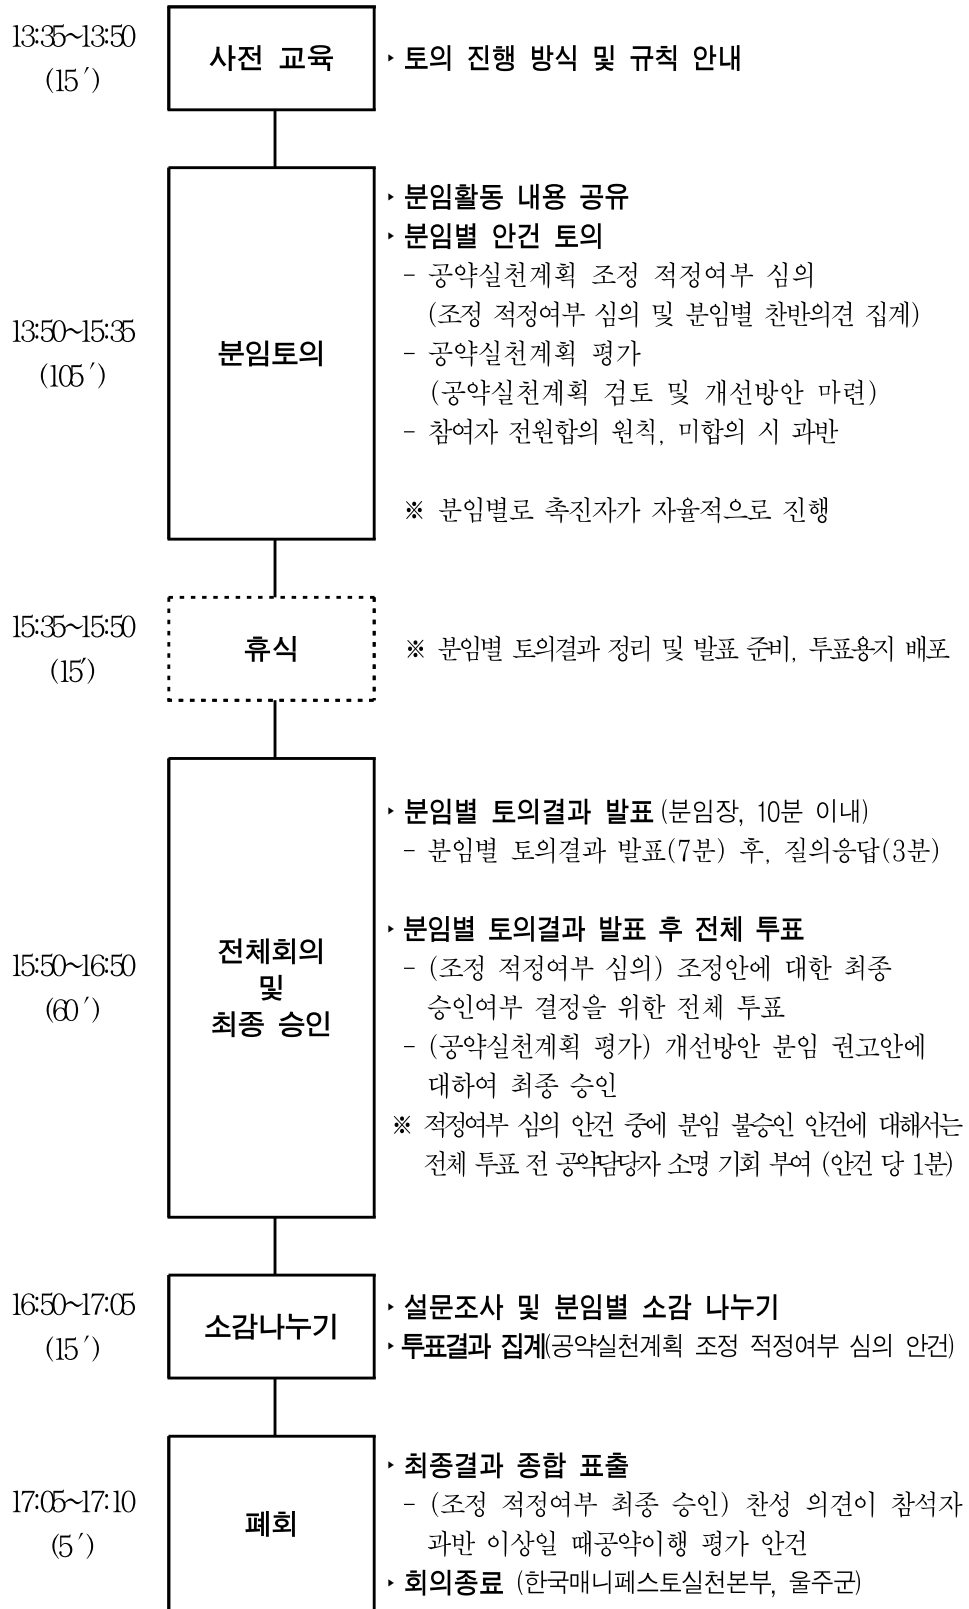 13:35~13:50
(15´)
사전 교육
‣ 토의 진행 방식 및 규칙 안내
13:50~15:35
(105´)
분임토의
‣ 분임활동 내용 공유
‣ 분임별 안건 토의
- 공약실천계획 조정 적정여부 심의
(조정 적정여부 심의 및 분임별 찬반의견 집계)
- 공약실천계획 평가
(공약실천계획 검토 및 개선방안 마련)
- 참여자 전원합의 원칙, 미합의 시 과반
※ 분임별로 촉진자가 자율적으로 진행
15:35~15:50
(15')
휴식
※ 분임별 토의결과 정리 및 발표 준비, 투표용지 배포
15:50~16:50
(60´)
전체회의
및
최종 승인
‣ 분임별 토의결과 발표 (분임장, 10분 이내)
- 분임별 토의결과 발표(7분) 후, 질의응답(3분)
‣ 분임별 토의결과 발표 후 전체 투표
- (조정 적정여부 심의) 조정안에 대한 최종
승인여부 결정을 위한 전체 투표
- (공약실천계획 평가) 개선방안 분임 권고안에
대하여 최종 승인
※ 적정여부 심의 안건 중에 분임 불승인 안건에 대해서는
전체 투표 전 공약담당자 소명 기회 부여 (안건 당 1분)
16:50~17:05
(15´)
소감나누기
‣ 설문조사 및 분임별 소감 나누기
‣ 투표결과 집계(공약실천계획 조정 적정여부 심의 안건)
17:05~17:10
(5´)
폐회
‣ 최종결과 종합 표출
- (조정 적정여부 최종 승인) 찬성 의견이 참석자
과반 이상일 때공약이행 평가 안건
‣ 회의종료 (한국매니페스토실천본부, 울주군)